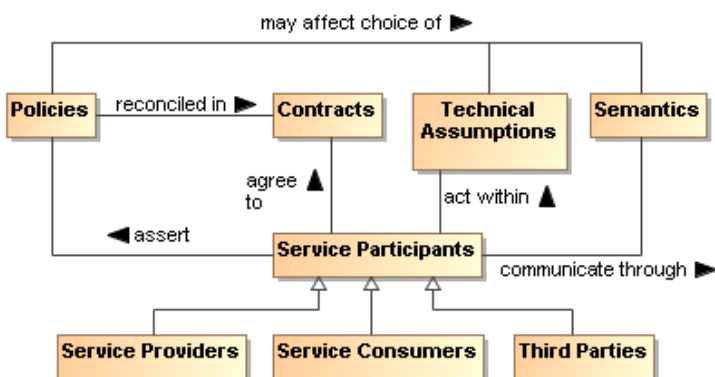 may affect choice of
Policies
reconciled in
Contracts
Technical
Assumptions
Semantics
agree
to
act within
assert
Service Participants
communicate through
Service Providers
Service Consumers
Third Parties